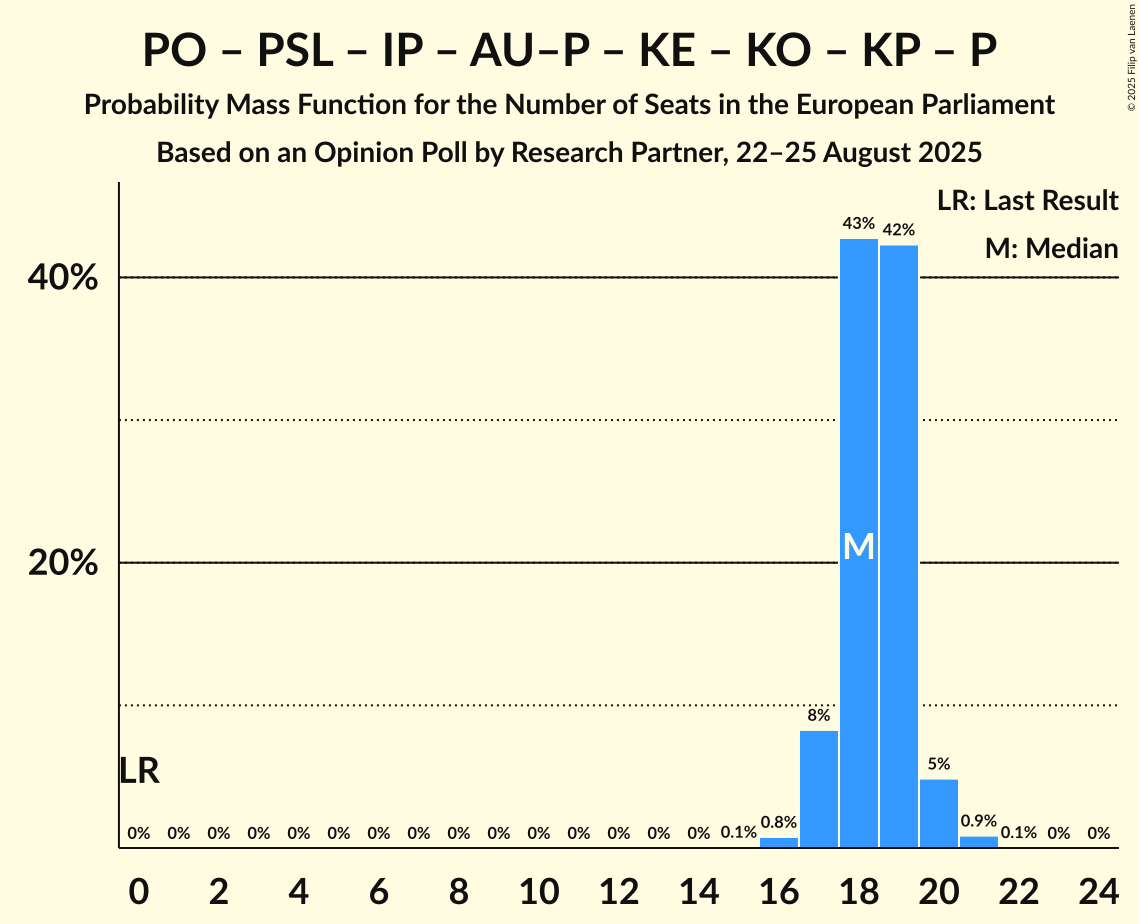 PO – PSL – IP – AU–P – KE – KO – KP – P
Probability Mass Function for the Number of Seats in the European Parliament
Based on an Opinion Poll by Research Partner, 22–25 August 2025
© 2025 Filip van Laenen
LR: Last Result
M: Median
43%
42%
40%
M
20%
8%
5%
LR
0% 0% 0% 0% 0% 0% 0% 0% 0% 0% 0% 0% 0% 0% 0% 0.1% 0.8% 0.9% 0.1% 0% 0%
0 2 4 6 8 10 12 14 16 18 20 22 24